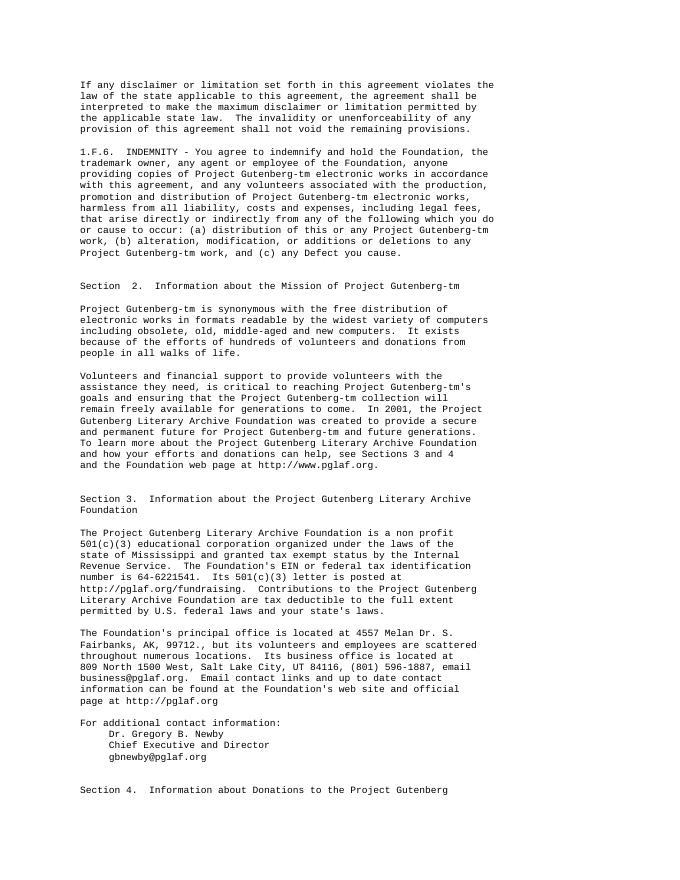 If any disclaimer or limitation set forth in this agreement violates the
law of the state applicable to this agreement, the agreement shall be
interpreted to make the maximum disclaimer or limitation permitted by
the applicable state law.  The invalidity or unenforceability of any
provision of this agreement shall not void the remaining provisions.

1.F.6.  INDEMNITY - You agree to indemnify and hold the Foundation, the
trademark owner, any agent or employee of the Foundation, anyone
providing copies of Project Gutenberg-tm electronic works in accordance
with this agreement, and any volunteers associated with the production,
promotion and distribution of Project Gutenberg-tm electronic works,
harmless from all liability, costs and expenses, including legal fees,
that arise directly or indirectly from any of the following which you do
or cause to occur: (a) distribution of this or any Project Gutenberg-tm
work, (b) alteration, modification, or additions or deletions to any
Project Gutenberg-tm work, and (c) any Defect you cause.

Section  2.  Information about the Mission of Project Gutenberg-tm

Project Gutenberg-tm is synonymous with the free distribution of
electronic works in formats readable by the widest variety of computers
including obsolete, old, middle-aged and new computers.  It exists
because of the efforts of hundreds of volunteers and donations from
people in all walks of life.

Volunteers and financial support to provide volunteers with the
assistance they need, is critical to reaching Project Gutenberg-tm's
goals and ensuring that the Project Gutenberg-tm collection will
remain freely available for generations to come.  In 2001, the Project
Gutenberg Literary Archive Foundation was created to provide a secure
and permanent future for Project Gutenberg-tm and future generations.
To learn more about the Project Gutenberg Literary Archive Foundation
and how your efforts and donations can help, see Sections 3 and 4
and the Foundation web page at http://www.pglaf.org.

Section 3.  Information about the Project Gutenberg Literary Archive
Foundation

The Project Gutenberg Literary Archive Foundation is a non profit
501(c)(3) educational corporation organized under the laws of the
state of Mississippi and granted tax exempt status by the Internal
Revenue Service.  The Foundation's EIN or federal tax identification
number is 64-6221541.  Its 501(c)(3) letter is posted at
http://pglaf.org/fundraising.  Contributions to the Project Gutenberg
Literary Archive Foundation are tax deductible to the full extent
permitted by U.S. federal laws and your state's laws.

The Foundation's principal office is located at 4557 Melan Dr. S.
Fairbanks, AK, 99712., but its volunteers and employees are scattered
throughout numerous locations.  Its business office is located at
809 North 1500 West, Salt Lake City, UT 84116, (801) 596-1887, email
business@pglaf.org.  Email contact links and up to date contact
information can be found at the Foundation's web site and official
page at http://pglaf.org

For additional contact information:
     Dr. Gregory B. Newby
     Chief Executive and Director
     gbnewby@pglaf.org

Section 4.  Information about Donations to the Project Gutenberg